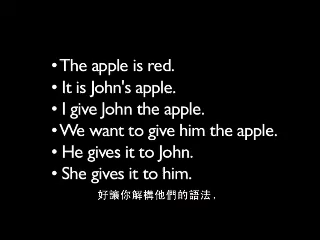 • The apple is red.
• It is John's apple.
• I give John the apple.
• We want to give him the apple.
• He gives it to John.
• She gives it to him.
好讓你解構他們的語法.